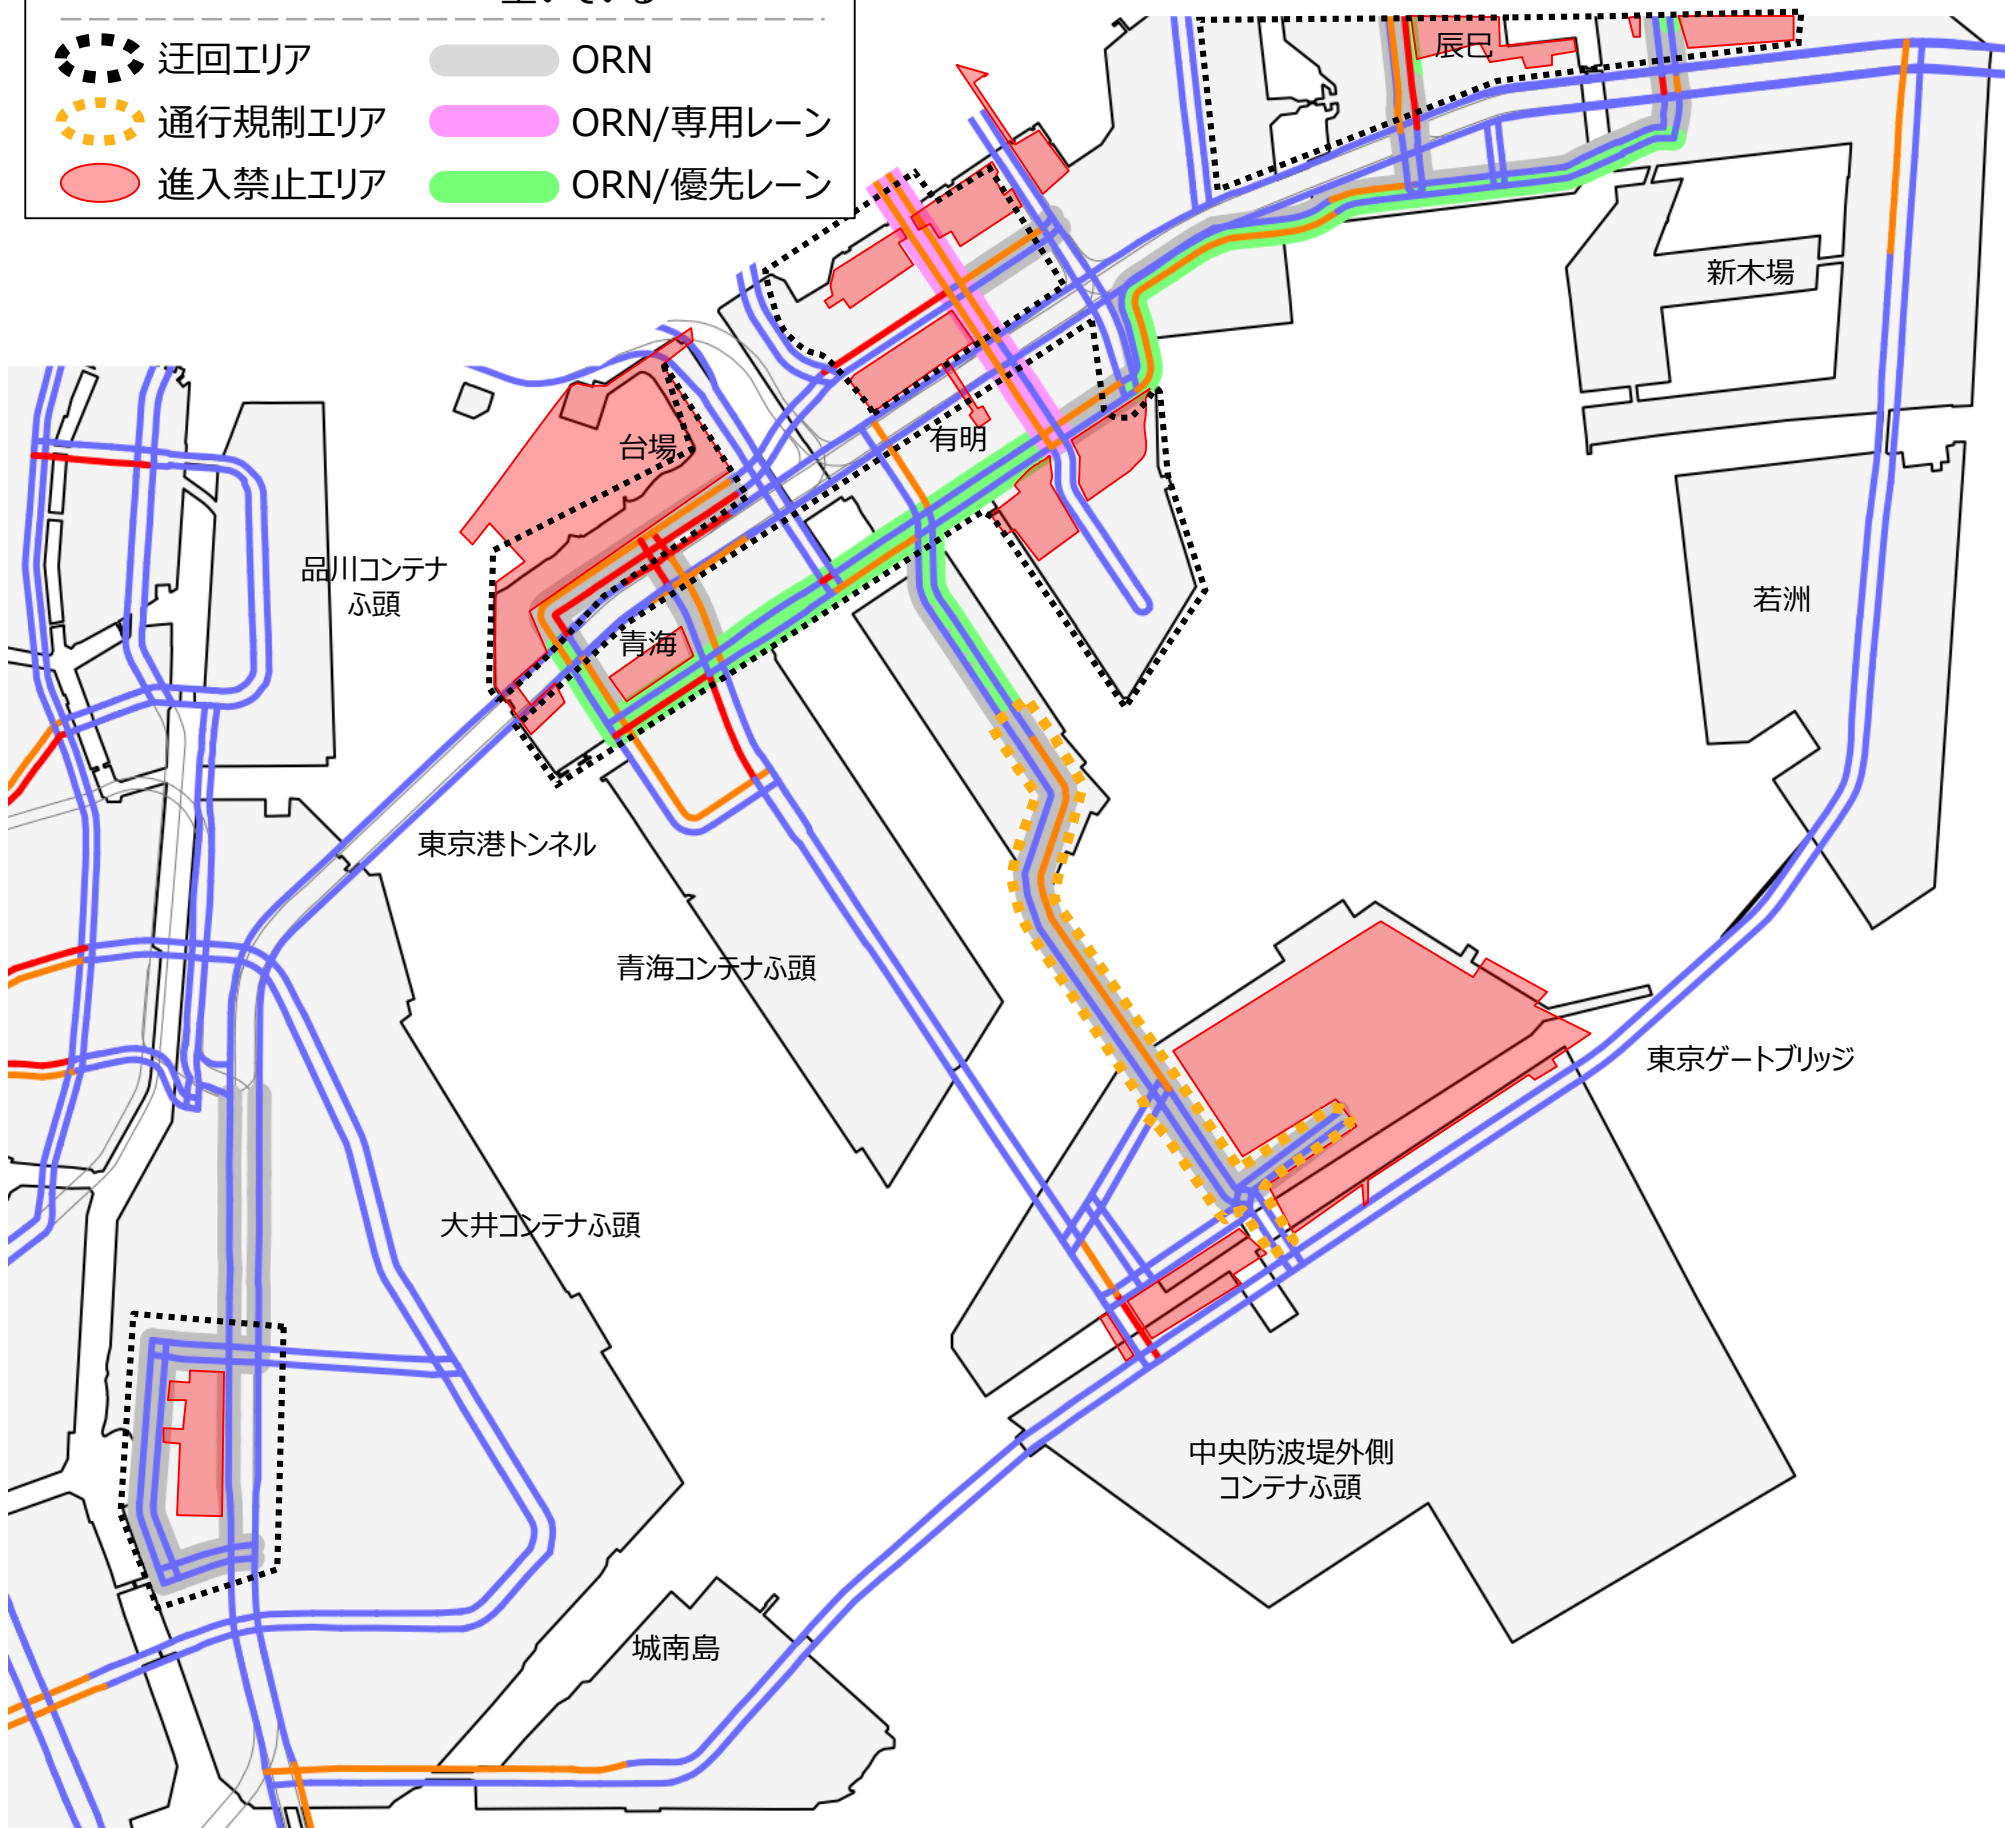 空いている
迂回エリア
ORN
通行規制エリア
ORN/専用レーン
進入禁止エリア
ORN/優先レーン
辰巳
新木場
有明
台場
品川コンテナ
ふ頭
若洲
青海
東京港トンネル
青海コンテナふ頭
東京ゲートブリッジ
大井コンテナふ頭
中央防波堤外側
コンテナふ頭
城南島